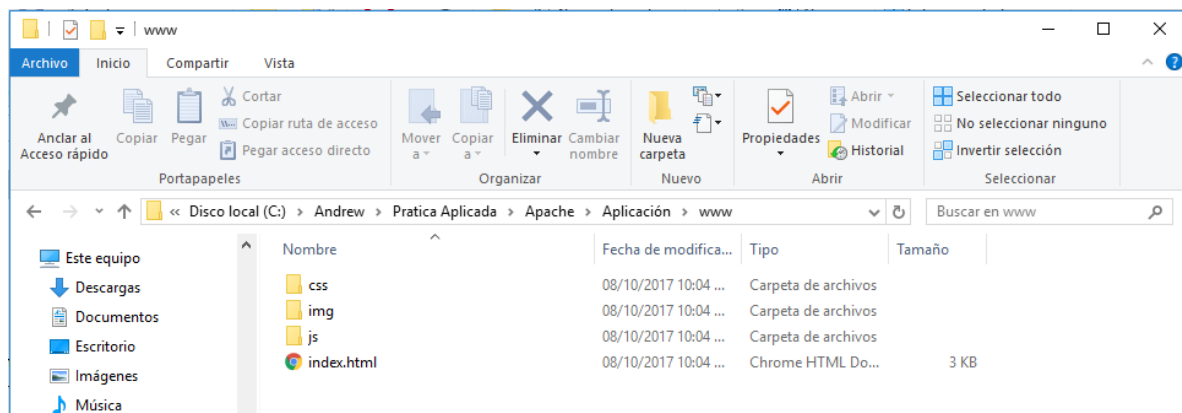 www
Archivo Inicio Compartir Vista
Anclar al Acceso rápido
Copiar
Pegar
Cortar
Copiar ruta de acceso
Pegar acceso directo
Portapapeles
Mover a
Copiar a
Eliminar
Cambiar nombre
Organizar
Nueva carpeta
Nuevo
Propiedades
Abrir
Modificar
Historial
Abrir
Seleccionar todo
No seleccionar ninguno
Invertir selección
Seleccionar
« Disco local (C:) > Andrew > Pratica Aplicada > Apache > Aplicación > www
Buscar en www
Este equipo
Descargas
Documentos
Escritorio
Imágenes
Música
Nombre Fecha de modifica... Tipo Tamaño
css 08/10/2017 10:04 ... Carpeta de archivos
img 08/10/2017 10:04 ... Carpeta de archivos
js 08/10/2017 10:04 ... Carpeta de archivos
index.html 08/10/2017 10:04 ... Chrome HTML Do... 3 KB